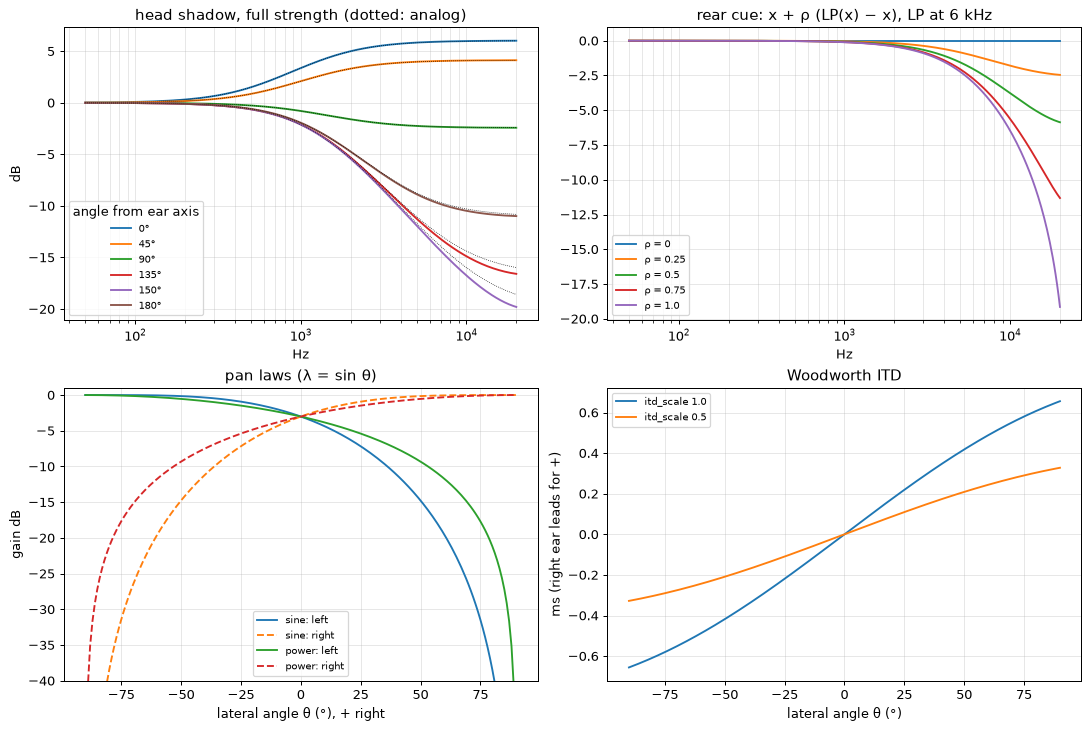 head shadow, full strength (dotted: analog)
dB
5
0
−5
−10
−15
−20
angle from ear axis
0°
45°
90°
135°
150°
180°
10²
10³
10⁴
Hz
rear cue: x + ρ (LP(x) − x), LP at 6 kHz
0.0
−2.5
−5.0
−7.5
−10.0
−12.5
−15.0
−17.5
−20.0
ρ = 0
ρ = 0.25
ρ = 0.5
ρ = 0.75
ρ = 1.0
10²
10³
10⁴
Hz
pan laws (λ = sin θ)
gain dB
0
−5
−10
−15
−20
−25
−30
−35
−40
sine: left
sine: right
power: left
power: right
−75
−50
−25
0
25
50
75
lateral angle θ (°), + right
Woodworth ITD
ms (right ear leads for +)
0.6
0.4
0.2
0.0
−0.2
−0.4
−0.6
itd_scale 1.0
itd_scale 0.5
−75
−50
−25
0
25
50
75
lateral angle θ (°)